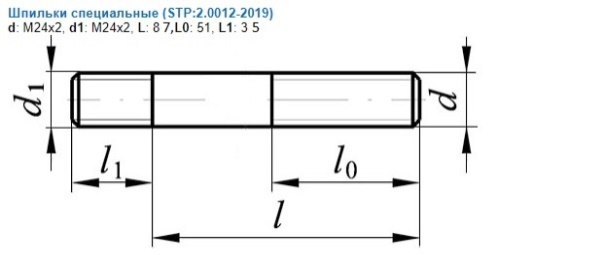 Шпильки специальные (STP:2.0012-2019)
d: M24x2, d1: M24x2, L: 8 7,L0: 51, L1: 3 5
d₁
d
l₁
l₀
l